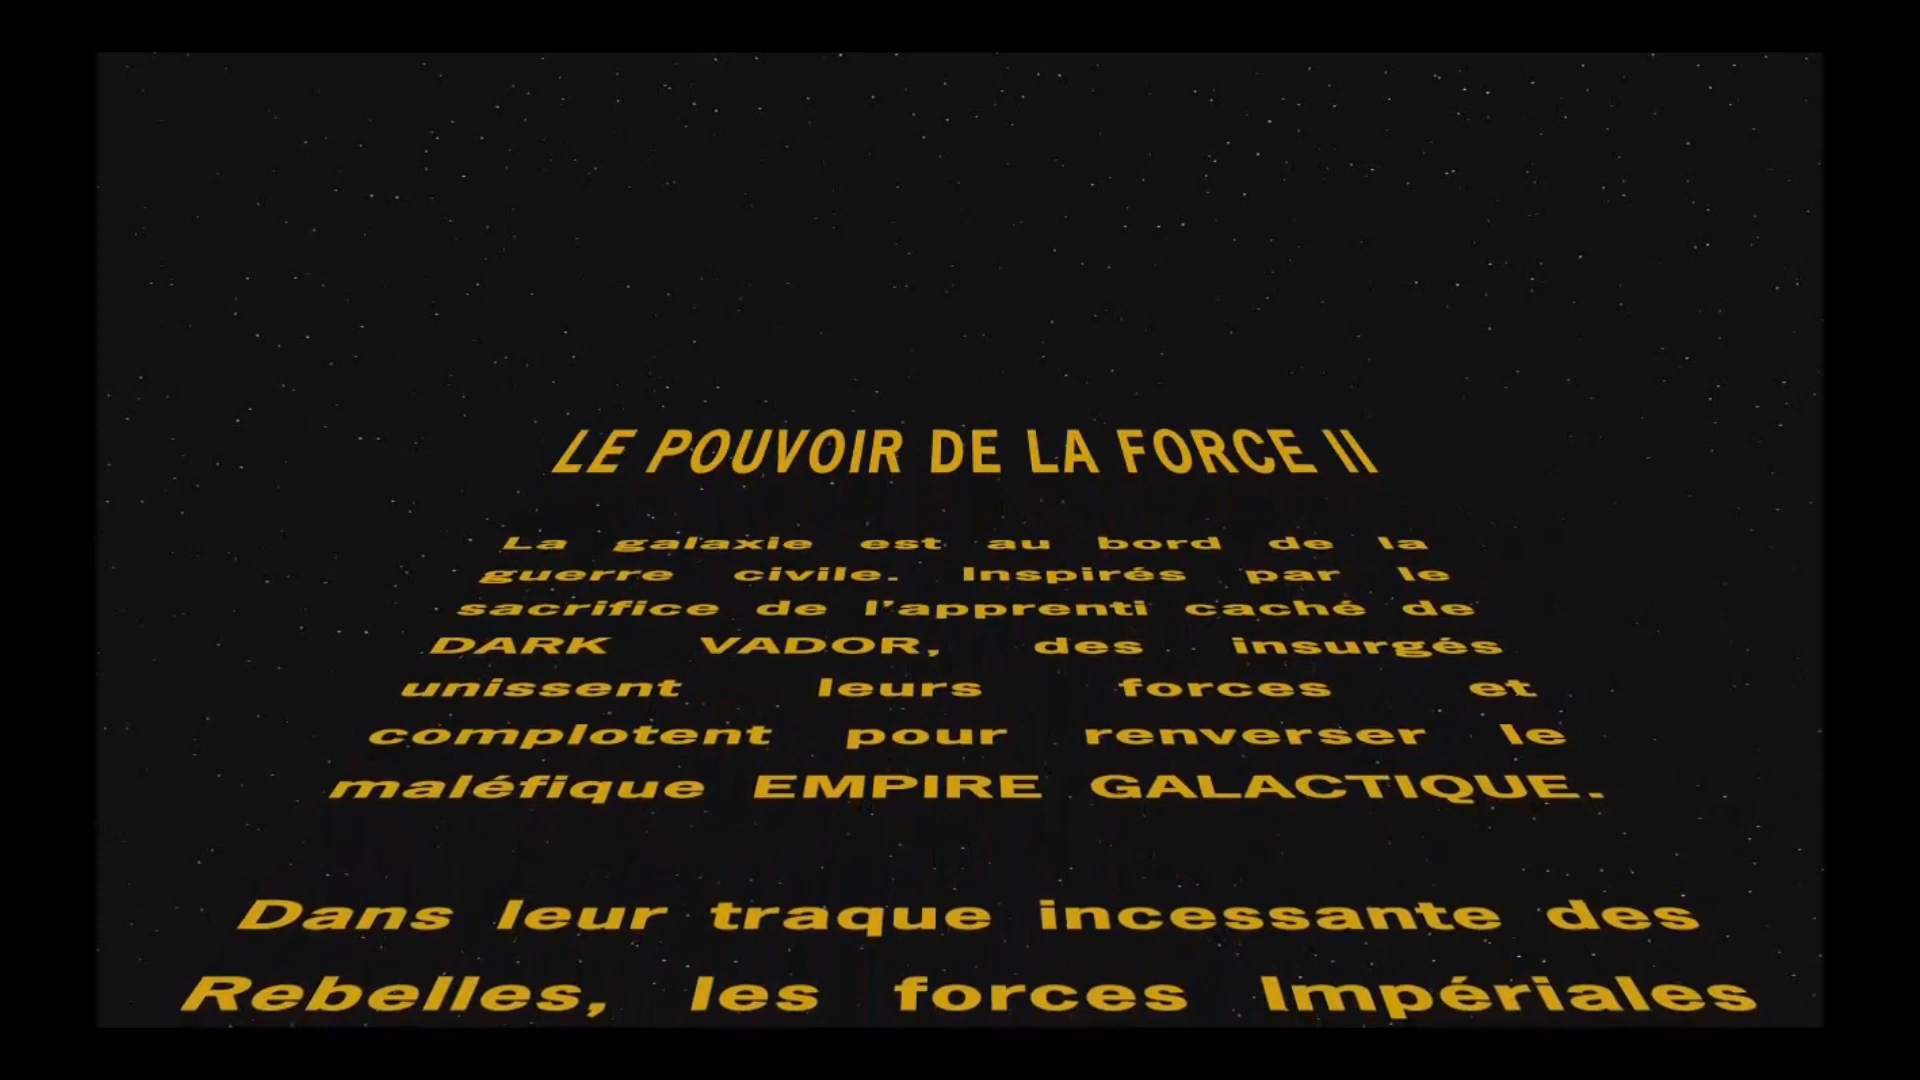 LE POUVOIR DE LA FORCE II
La galaxie est au bord de la
guerre civile. Inspirés par le
sacrifice de l'apprenti caché de
DARK VADOR, des insurgés
unissent leurs forces et
complotent pour renverser le
maléfique EMPIRE GALACTIQUE.
Dans leur traque incessante des
Rebelles, les forces Impériales